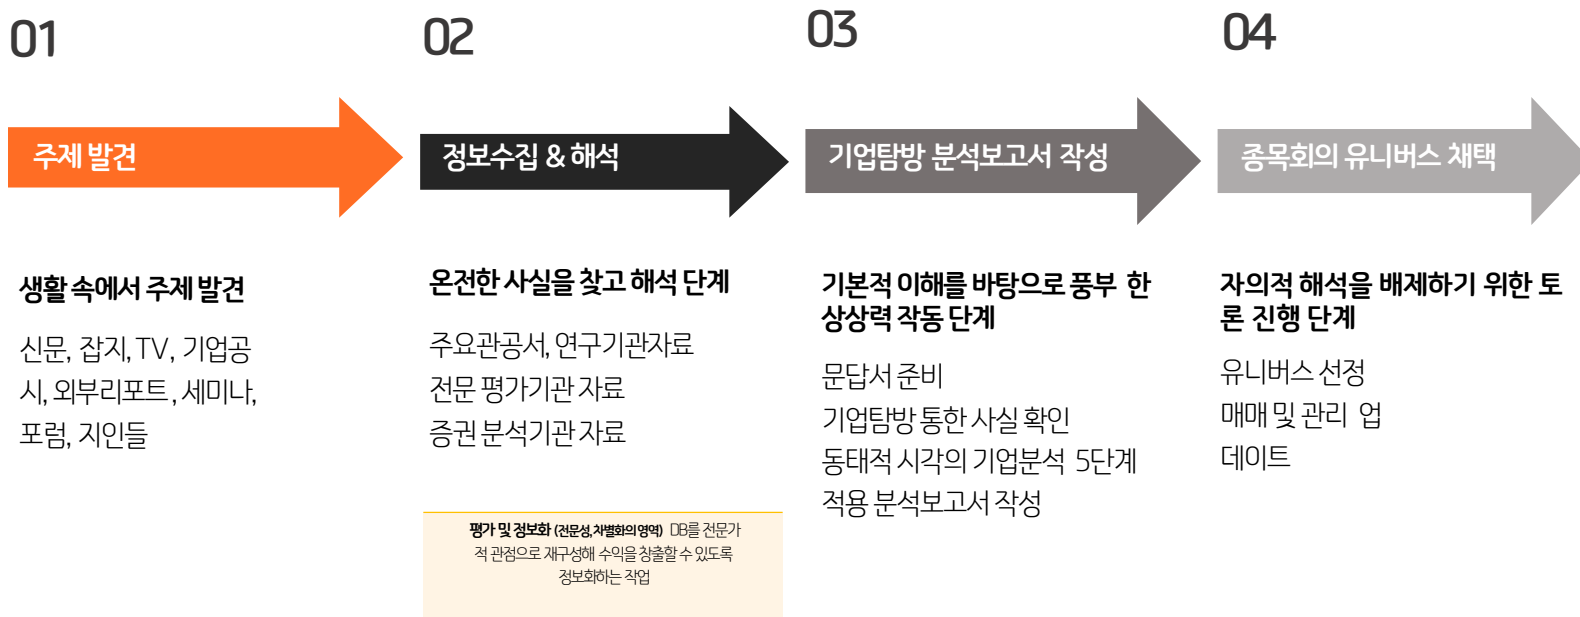 01
주제 발견
생활 속에서 주제 발견
신문, 잡지, TV, 기업공
시, 외부리포트, 세미나,
포럼, 지인들
02
정보수집 & 해석
온전한 사실을 찾고 해석 단계
주요관공서, 연구기관자료
전문 평가기관 자료
증권 분석기관 자료
평가 및 정보화 (전문성,차별화의영역) DB를 전문가
적 관점으로 재구성해 수익을 창출할 수 있도록
정보화하는 작업
03
기업탐방 분석보고서 작성
기본적 이해를 바탕으로 풍부 한
상상력 작동 단계
문답서 준비
기업탐방 통한 사실 확인
동태적 시각의 기업분석 5단계
적용 분석보고서 작성
04
종목회의 유니버스 채택
자의적 해석을 배제하기 위한 토
론 진행 단계
유니버스 선정
매매 및 관리 업
데이트